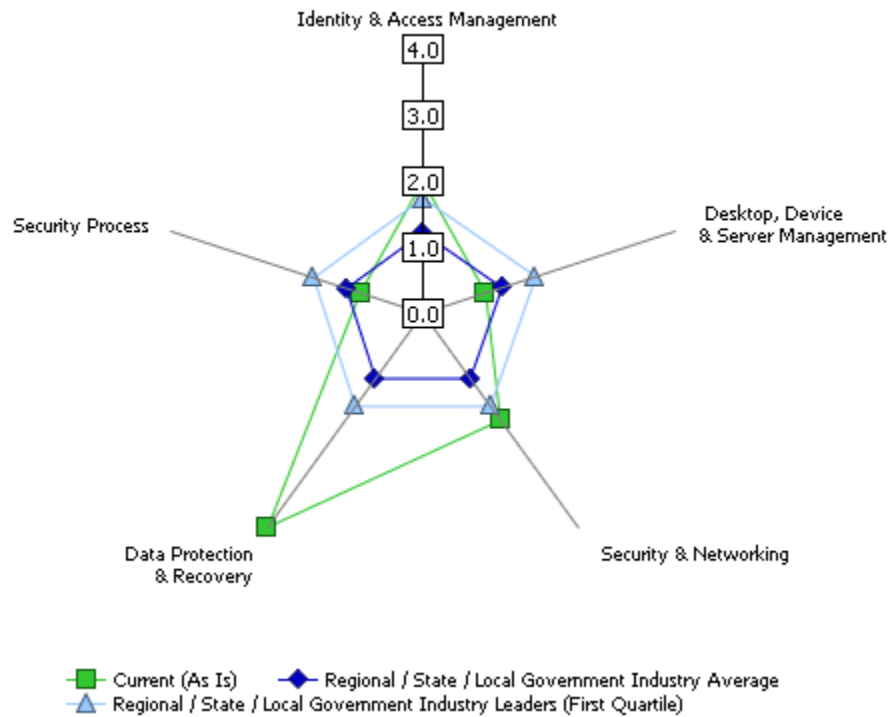 Identity & Access Management
4.0
3.0
2.0
Security Process
Desktop, Device
& Server Management
1.0
0.0
Data Protection
& Recovery
Security & Networking
Current (As Is)
Regional / State / Local Government Industry Average
Regional / State / Local Government Industry Leaders (First Quartile)